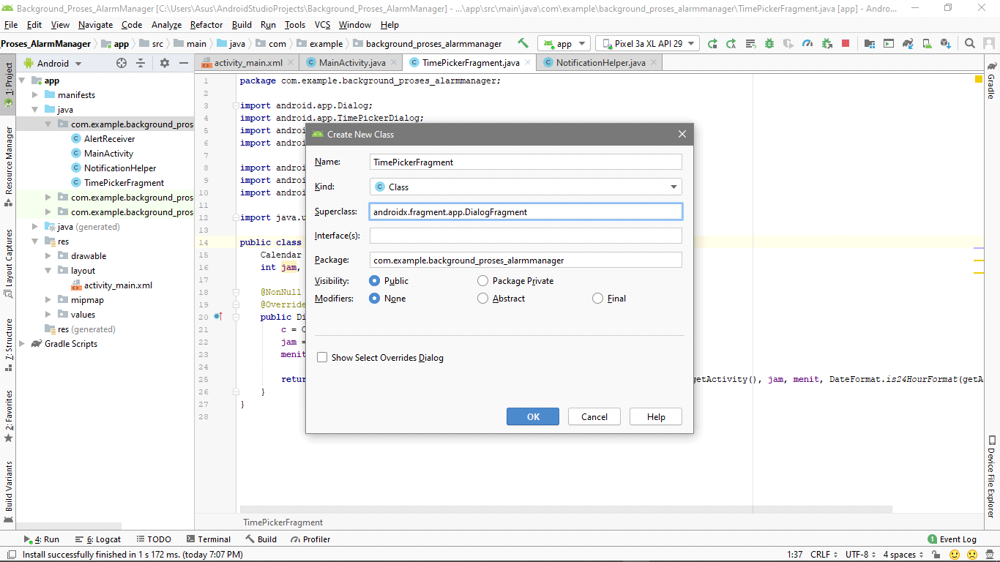 Background_Proses_AlarmManager [C:\Users\Asus\AndroidStudioProjects\Background_Proses_AlarmManager] - ...\app\src\main\java\com\example\background_proses_alarmmanager\TimePickerFragment.java [app] - Andro...
File Edit View Navigate Code Analyze Refactor Build Run Tools VCS Window Help
_Proses_AlarmManager app src main java com example background_proses_alarmmanager app Pixel 3a XL API 29
Android
activity_main.xml MainActivity.java TimePickerFragment.java NotificationHelper.java
1: Project
Resource Manager
Layout Captures
7: Structure
2: Favorites
Build Variants
app
manifests
java
com.example.background_pros
AlertReceiver
MainActivity
NotificationHelper
TimePickerFragment
com.example.background_pros
com.example.background_pros
java (generated)
res
drawable
layout
activity_main.xml
mipmap
values
res (generated)
Gradle Scripts
1 package com.example.background_proses_alarmmanager;
2
3 import android.app.Dialog;
4 import android.app.TimePickerDialog;
5 import andro
6 import andro
7
8 import androi
9 import androi
10 import androi
11
12 import java.u
13
14 public class
15 Calendar
16 int jam,
17
18 @NonNull
19 @Override
20 public Di
21 c = C
22 jam =
23 menit
24
25 retur getActivity(), jam, menit, DateFormat.is24HourFormat(getA
26 }
27 }
28
Create New Class
Name: TimePickerFragment
Kind: Class
Superclass: androidx.fragment.app.DialogFragment
Interface(s):
Package: com.example.background_proses_alarmmanager
Visibility: Public Package Private
Modifiers: None Abstract Final
Show Select Overrides Dialog
OK Cancel Help
TimePickerFragment
Gradle
Device File Explorer
4: Run 6: Logcat TODO Terminal Build Profiler 1 Event Log
Install successfully finished in 1 s 172 ms. (today 7:07 PM) 1:37 CRLF UTF-8 4 spaces